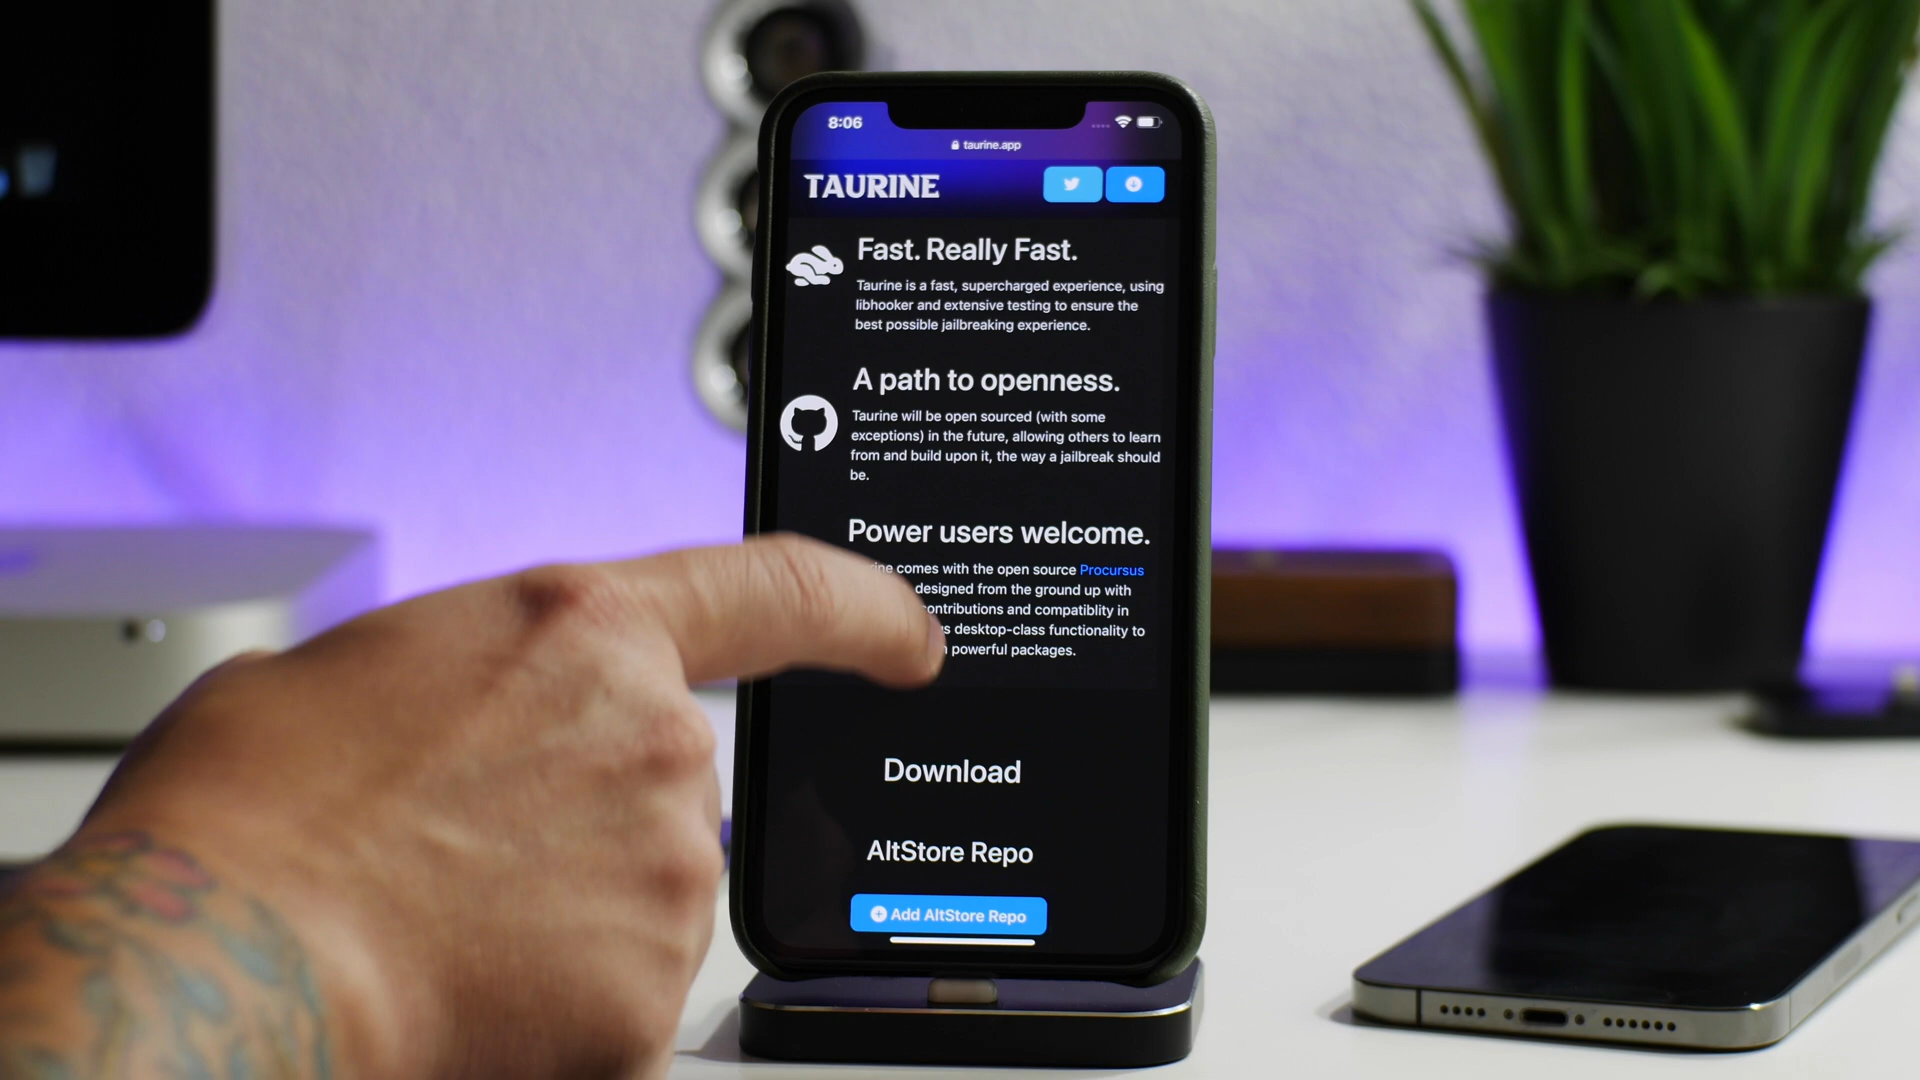 8:06
taurine.app
TAURINE
Fast. Really Fast.
Taurine is a fast, supercharged experience, using
libhooker and extensive testing to ensure the
best possible jailbreaking experience.
A path to openness.
Taurine will be open sourced (with some
exceptions) in the future, allowing others to learn
from and build upon it, the way a jailbreak should
be.
Power users welcome.
comes with the open source Procursus
designed from the ground up with
contributions and compatiblity in
desktop-class functionality to
powerful packages.
Download
AltStore Repo
Add AltStore Repo